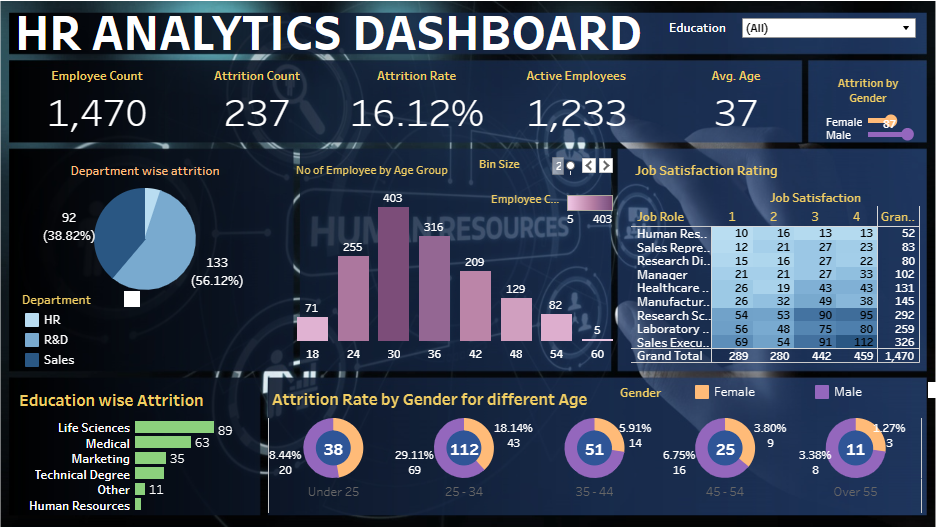 HR ANALYTICS DASHBOARD
Education
(All)
Employee Count
Attrition Count
Attrition Rate
Active Employees
Avg. Age
1,470
237
16.12%
1,233
37
Attrition by
Gender
Female
87
Male
Department wise attrition
92
(38.82%)
133
(56.12%)
Department
HR
R&D
Sales
No of Employee by Age Group
Bin Size
2
Employee C...
5 403
HUMAN RESOURCES
71
255
403
316
209
129
82
5
18 24 30 36 42 48 54 60
Job Satisfaction Rating
Job Satisfaction
Job Role 1 2 3 4 Gran..
Human Res.. 10 16 13 13 52
Sales Repre.. 12 21 27 23 83
Research Di.. 15 16 27 22 80
Manager 21 21 27 33 102
Healthcare .. 26 19 43 43 131
Manufactur.. 26 32 49 38 145
Research Sc.. 54 53 90 95 292
Laboratory .. 56 48 75 80 259
Sales Execu.. 69 54 91 112 326
Grand Total 289 280 442 459 1,470
Education wise Attrition
Life Sciences 89
Medical 63
Marketing 35
Technical Degree
Other 11
Human Resources
Attrition Rate by Gender for different Age
Gender
Female
Male
8.44%
20
38
Under 25
18.14%
43
29.11%
69
112
25 - 34
5.91%
14
51
35 - 44
3.80%
9
6.75%
16
25
45 - 54
1.27%
3
3.38%
8
11
Over 55